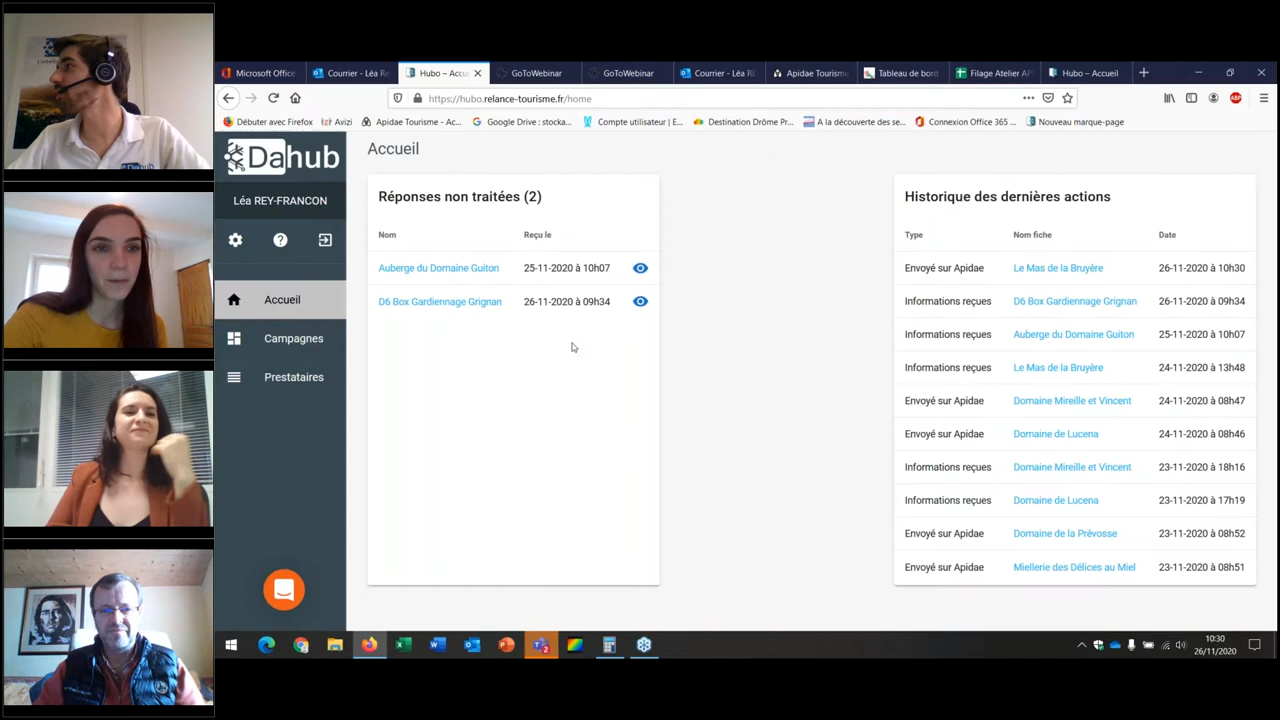 Microsoft Office
Courrier - Léa Re
Hubo – Accu
GoToWebinar
GoToWebinar
Courrier - Léa RE
Apidae Tourisme
Tableau de bord
Filage Atelier AP
Hubo – Accueil
https://hubo.relance-tourisme.fr/home
ABP
Débuter avec Firefox
Avizi
Apidae Tourisme - Ac...
Google Drive : stocka...
Compte utilisateur | E...
Destination Drôme Pr...
A la découverte des se...
Connexion Office 365 ...
Nouveau marque-page
Dahub
Léa REY-FRANCON
Accueil
Campagnes
Prestataires
Accueil
Réponses non traitées (2)
Nom Reçu le
Auberge du Domaine Guiton 25-11-2020 à 10h07
D6 Box Gardiennage Grignan 26-11-2020 à 09h34
Historique des dernières actions
Type Nom fiche Date
Envoyé sur Apidae Le Mas de la Bruyère 26-11-2020 à 10h30
Informations reçues D6 Box Gardiennage Grignan 26-11-2020 à 09h34
Informations reçues Auberge du Domaine Guiton 25-11-2020 à 10h07
Informations reçues Le Mas de la Bruyère 24-11-2020 à 13h48
Envoyé sur Apidae Domaine Mireille et Vincent 24-11-2020 à 08h47
Envoyé sur Apidae Domaine de Lucena 24-11-2020 à 08h46
Informations reçues Domaine Mireille et Vincent 23-11-2020 à 18h16
Informations reçues Domaine de Lucena 23-11-2020 à 17h19
Envoyé sur Apidae Domaine de la Prévosse 23-11-2020 à 08h52
Envoyé sur Apidae Miellerie des Délices au Miel 23-11-2020 à 08h51
10:30
26/11/2020